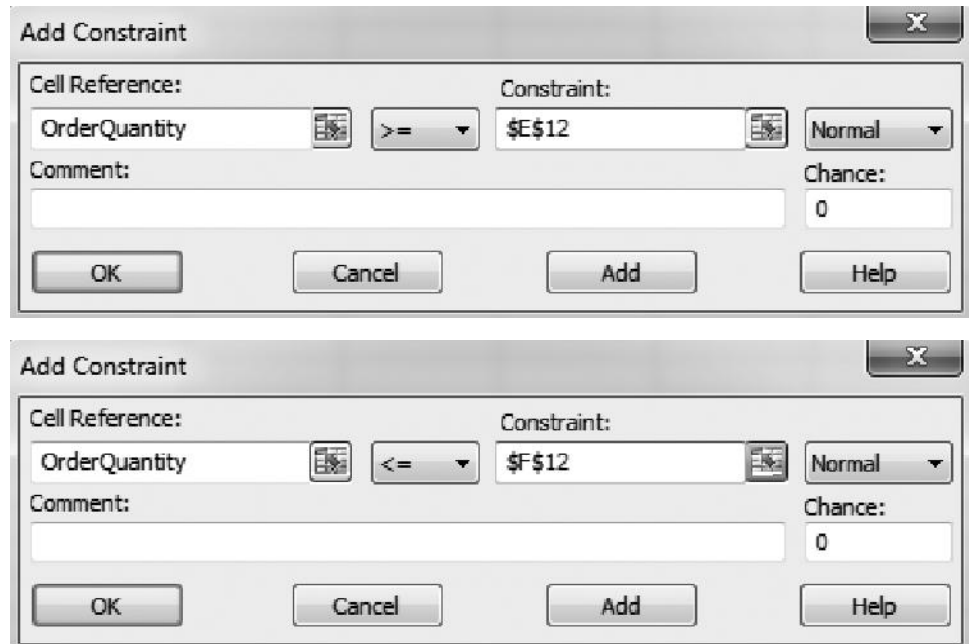 Add Constraint
X
Cell Reference: Constraint:
OrderQuantity >= $E$12 Normal
Comment: Chance:
0
OK Cancel Add Help
Add Constraint
X
Cell Reference: Constraint:
OrderQuantity <= $F$12 Normal
Comment: Chance:
0
OK Cancel Add Help